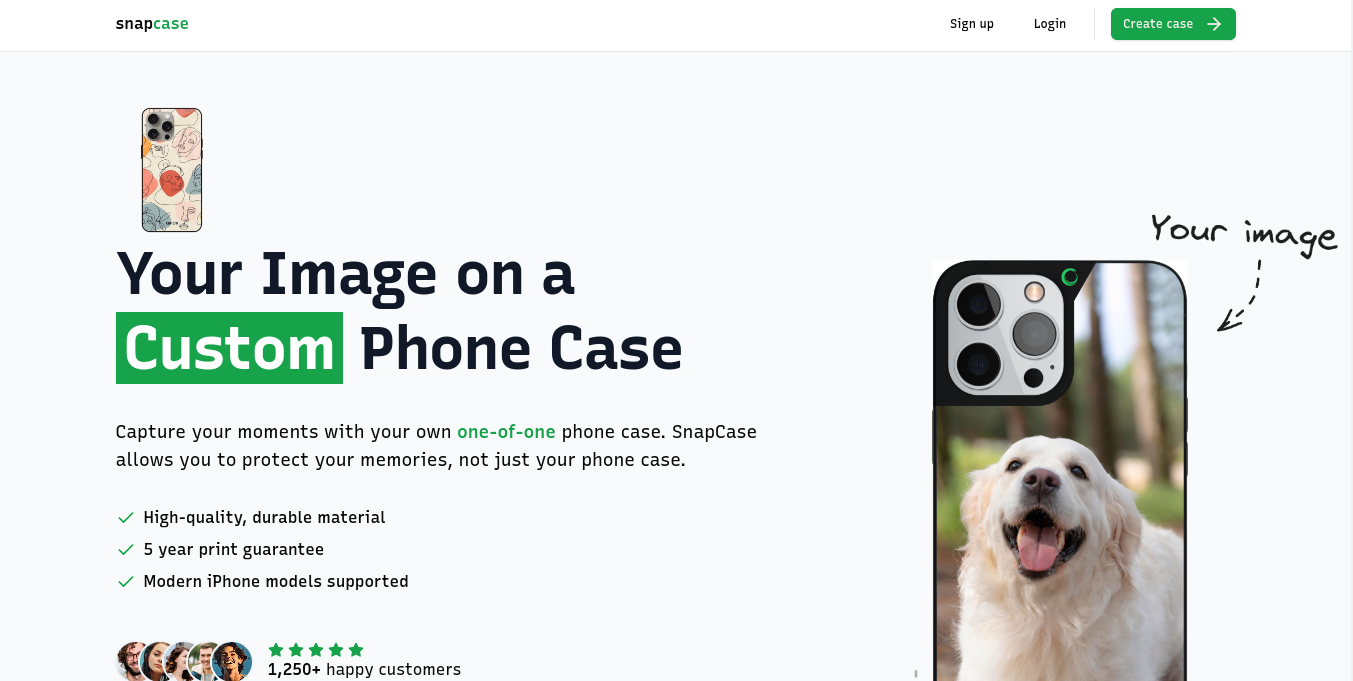 snapcase
Sign up
Login
Create case
Your Image on a
Custom Phone Case
Your image
Capture your moments with your own one-of-one phone case. SnapCase
allows you to protect your memories, not just your phone case.
High-quality, durable material
5 year print guarantee
Modern iPhone models supported
1,250+ happy customers